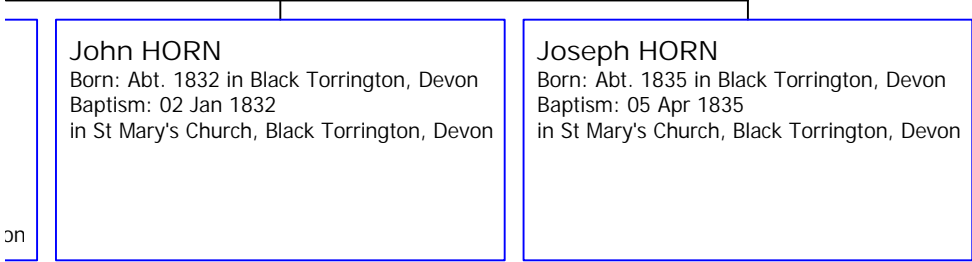 John HORN
Born: Abt. 1832 in Black Torrington, Devon
Baptism: 02 Jan 1832
in St Mary's Church, Black Torrington, Devon
Joseph HORN
Born: Abt. 1835 in Black Torrington, Devon
Baptism: 05 Apr 1835
in St Mary's Church, Black Torrington, Devon
on